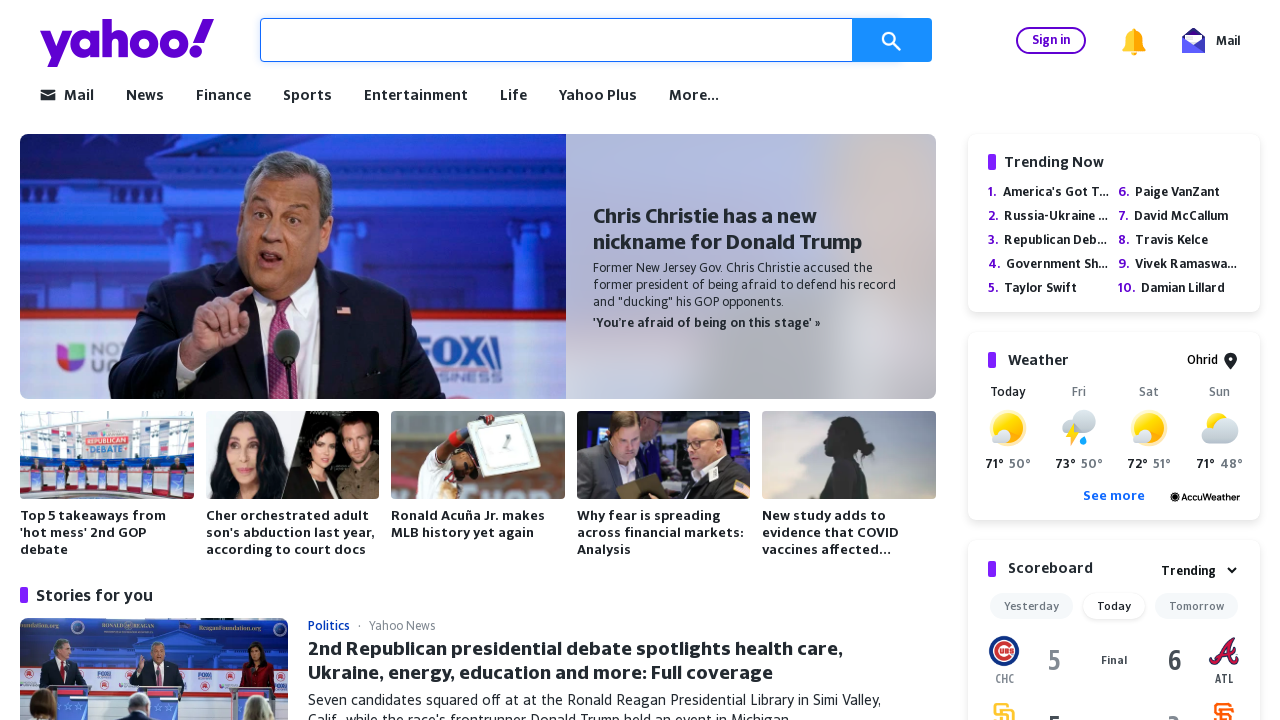 yahoo!
Sign in
Mail
Mail
News
Finance
Sports
Entertainment
Life
Yahoo Plus
More...
Chris Christie has a new
nickname for Donald Trump
Former New Jersey Gov. Chris Christie accused the
former president of being afraid to defend his record
and "ducking" his GOP opponents.
'You're afraid of being on this stage' »
UNIVISION
FOX
BUSINESS
REPUBLICAN
DEBATE
Top 5 takeaways from
'hot mess' 2nd GOP
debate
Cher orchestrated adult
son's abduction last year,
according to court docs
Ronald Acuña Jr. makes
MLB history yet again
Why fear is spreading
across financial markets:
Analysis
New study adds to
evidence that COVID
vaccines affected...
Stories for you
Politics · Yahoo News
2nd Republican presidential debate spotlights health care,
Ukraine, energy, education and more: Full coverage
Seven candidates squared off at at the Ronald Reagan Presidential Library in Simi Valley,
Calif., while the race's frontrunner Donald Trump held an event in Michigan.
Trending Now
1. America's Got T...
2. Russia-Ukraine ...
3. Republican Deb...
4. Government Sh...
5. Taylor Swift
6. Paige VanZant
7. David McCallum
8. Travis Kelce
9. Vivek Ramaswa...
10. Damian Lillard
Weather
Ohrid
Today
Fri
Sat
Sun
71° 50°
73° 50°
72° 51°
71° 48°
See more
AccuWeather
Scoreboard
Trending
Yesterday
Today
Tomorrow
CUBS
CHC
5
Final
6
ATL